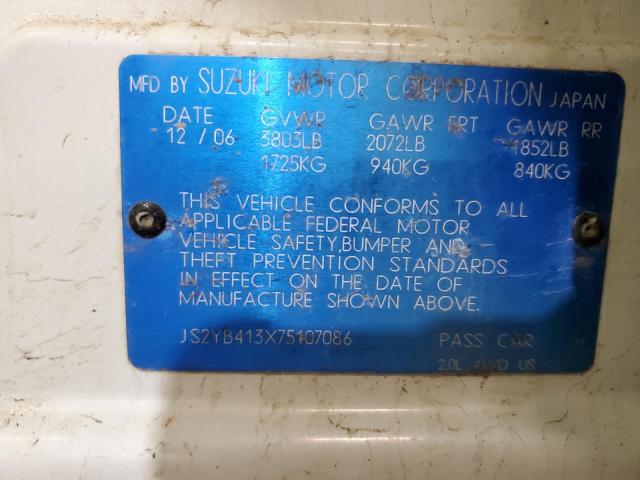 MFD BY SUZUKI MOTOR CORPORATION JAPAN
DATE GVWR GAWR FRT GAWR RR
12 / 06 3803LB 2072LB 1852LB
1725KG 940KG 840KG
THIS VEHICLE CONFORMS TO ALL
APPLICABLE FEDERAL MOTOR
VEHICLE SAFETY,BUMPER AND
THEFT PREVENTION STANDARDS
IN EFFECT ON THE DATE OF
MANUFACTURE SHOWN ABOVE.
JS2YB413X75107086 PASS CAR
2.0L 4WD US